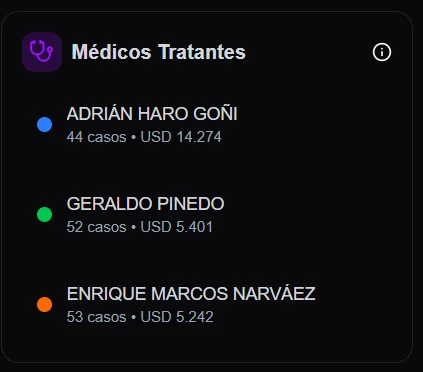 Médicos Tratantes
ADRIÁN HARO GOÑI
44 casos • USD 14.274
GERALDO PINEDO
52 casos • USD 5.401
ENRIQUE MARCOS NARVÁEZ
53 casos • USD 5.242